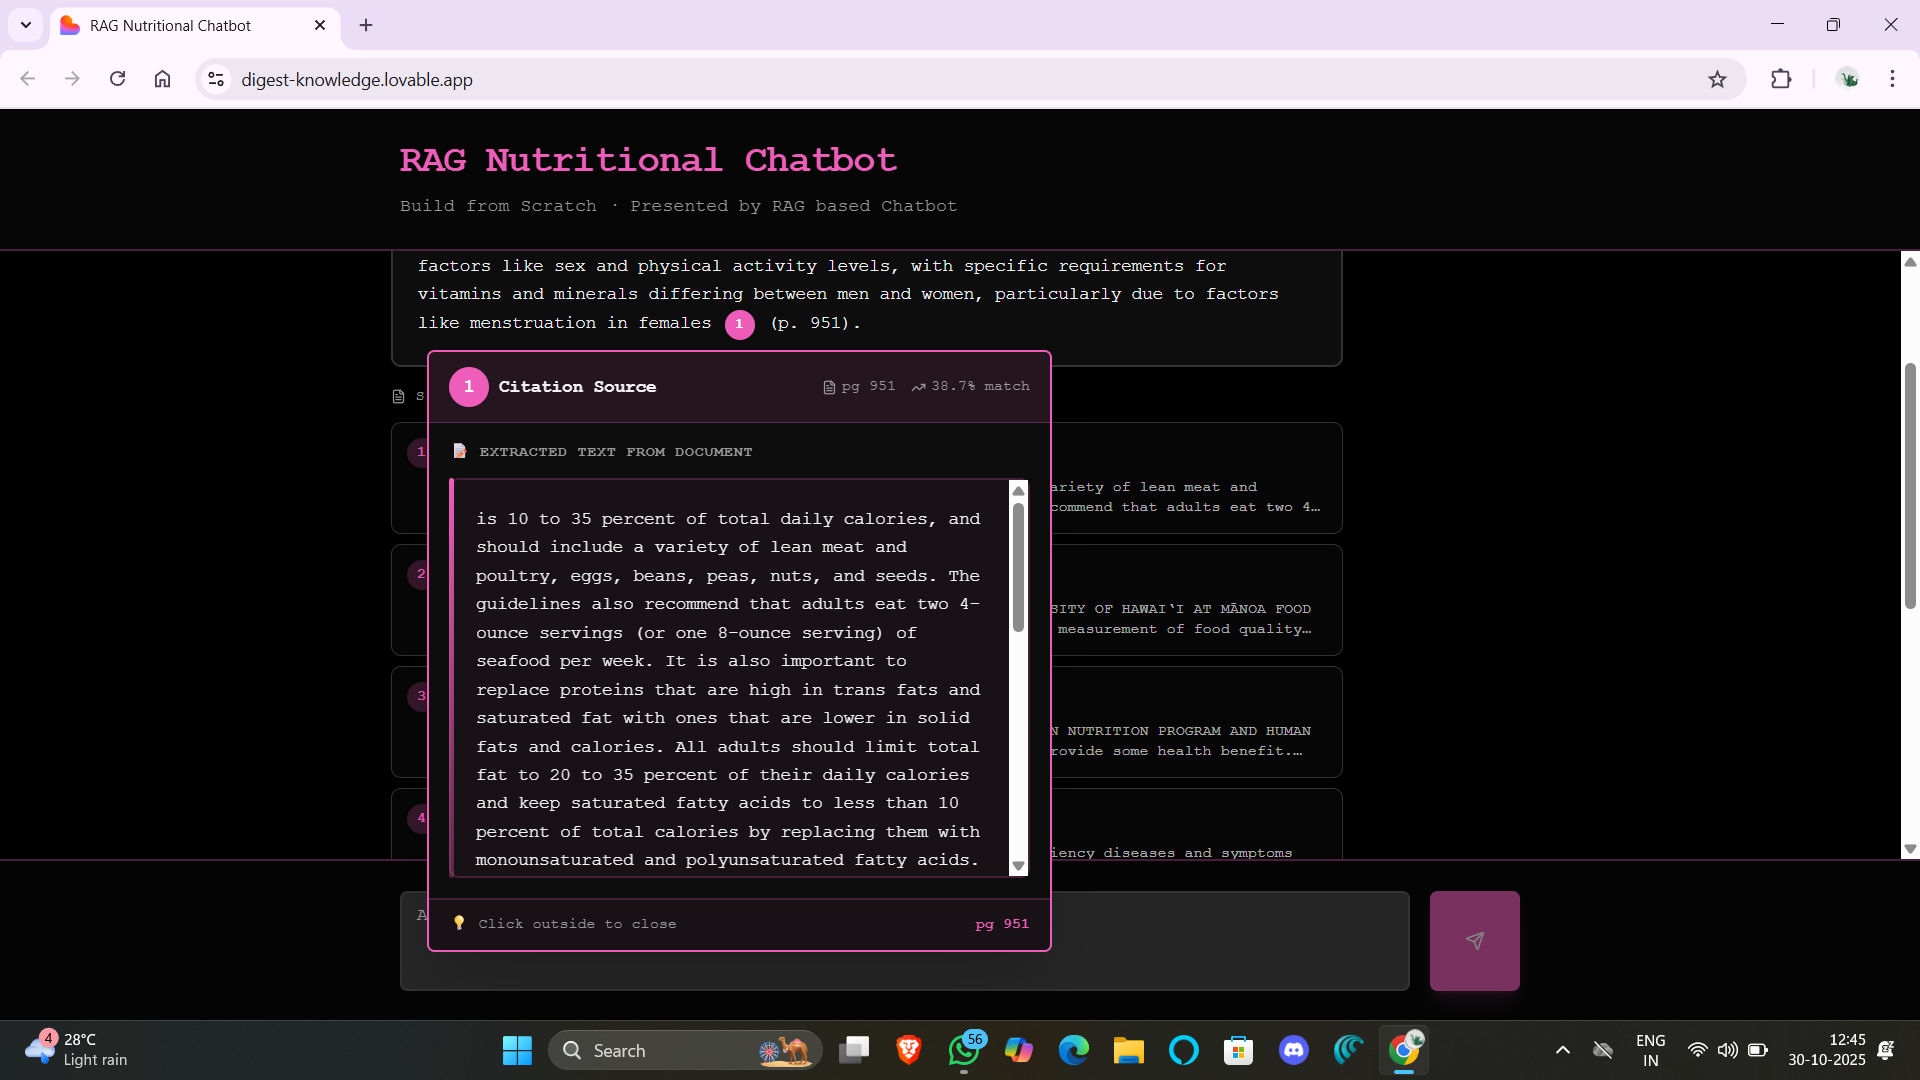 RAG Nutritional Chatbot
digest-knowledge.lovable.app
RAG Nutritional Chatbot
Build from Scratch · Presented by RAG based Chatbot
factors like sex and physical activity levels, with specific requirements for
vitamins and minerals differing between men and women, particularly due to factors
like menstruation in females 1 (p. 951).
1 Citation Source pg 951 38.7% match
S
EXTRACTED TEXT FROM DOCUMENT
is 10 to 35 percent of total daily calories, and
should include a variety of lean meat and
poultry, eggs, beans, peas, nuts, and seeds. The
guidelines also recommend that adults eat two 4-
ounce servings (or one 8-ounce serving) of
seafood per week. It is also important to
replace proteins that are high in trans fats and
saturated fat with ones that are lower in solid
fats and calories. All adults should limit total
fat to 20 to 35 percent of their daily calories
and keep saturated fatty acids to less than 10
percent of total calories by replacing them with
monounsaturated and polyunsaturated fatty acids.
Click outside to close pg 951
1
ariety of lean meat and
commend that adults eat two 4…
2
SITY OF HAWAI‘I AT MĀNOA FOOD
measurement of food quality…
3
N NUTRITION PROGRAM AND HUMAN
rovide some health benefit.…
4
iency diseases and symptoms
A
4
28°C
Light rain
Search
56
ENG
IN
12:45
30-10-2025